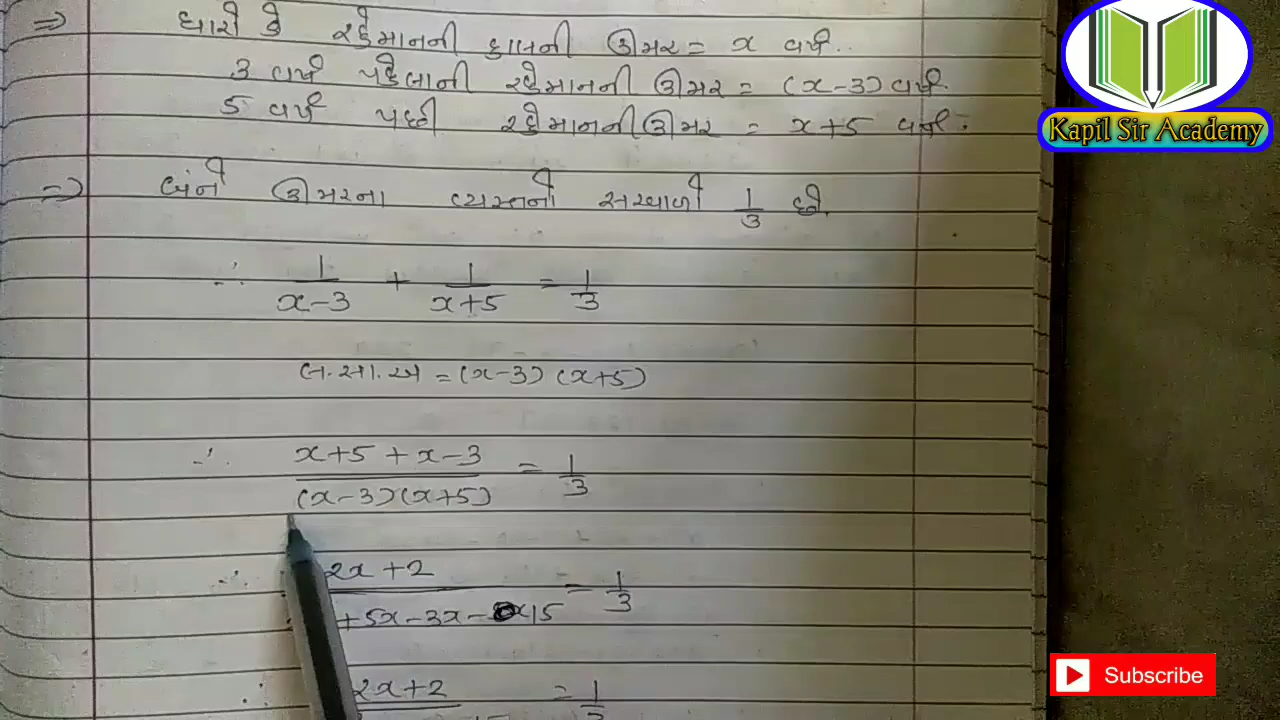 ⇒ ધારો કે રહેમાનની હાલની ઉંમર = x વર્ષ.
3 વર્ષ પહેલાની રહેમાનની ઉંમર = (x-3) વર્ષ.
5 વર્ષ પછી રહેમાનની ઉંમર = x+5 વર્ષ.
⇒ બંને ઉંમરના વ્યસ્તનો સરવાળો 1/3 છે.
∴ 1/(x-3) + 1/(x+5) = 1/3
લ.સા.અ = (x-3) (x+5)
∴ (x+5 + x-3)/((x-3)(x+5)) = 1/3
∴ 2x+2 / +5x-3x-15 = 1/3
∴ 2x+2 = 1/3
Kapil Sir Academy
Subscribe